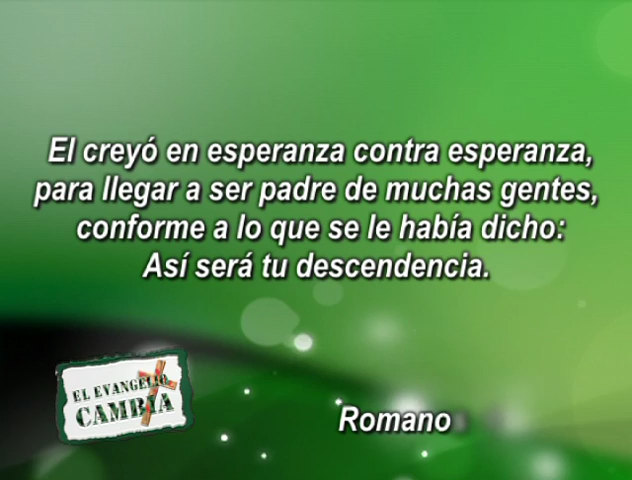 El creyó en esperanza contra esperanza,
para llegar a ser padre de muchas gentes,
conforme a lo que se le había dicho:
Así será tu descendencia.
EL EVANGELIO
CAMBIA
Romano